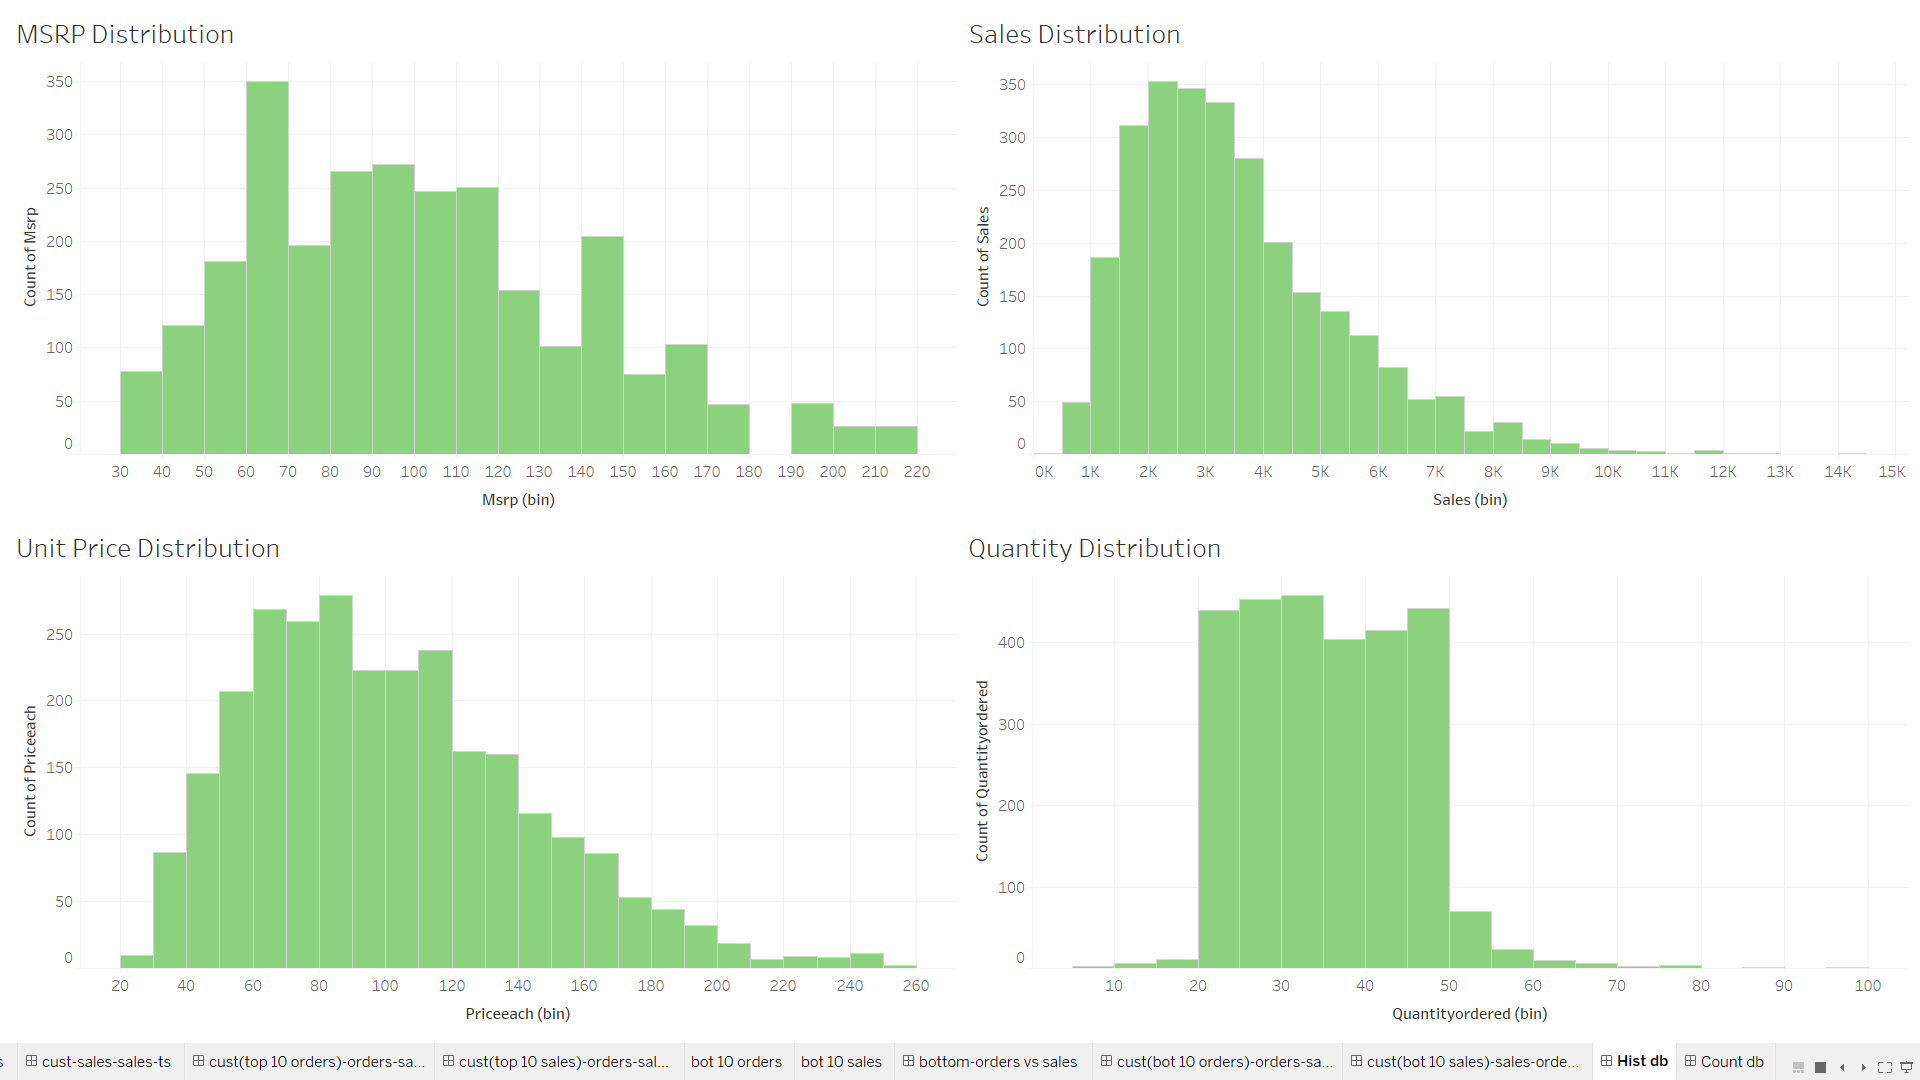 MSRP Distribution
350
300
250
200
150
100
50
0
Count of Msrp
30 40 50 60 70 80 90 100 110 120 130 140 150 160 170 180 190 200 210 220
Msrp (bin)
Sales Distribution
350
300
250
200
150
100
50
0
Count of Sales
0K 1K 2K 3K 4K 5K 6K 7K 8K 9K 10K 11K 12K 13K 14K 15K
Sales (bin)
Unit Price Distribution
250
200
150
100
50
0
Count of Priceeach
20 40 60 80 100 120 140 160 180 200 220 240 260
Priceeach (bin)
Quantity Distribution
400
300
200
100
0
Count of Quantityordered
10 20 30 40 50 60 70 80 90 100
Quantityordered (bin)
s cust-sales-sales-ts cust(top 10 orders)-orders-sa... cust(top 10 sales)-orders-sal... bot 10 orders bot 10 sales bottom-orders vs sales cust(bot 10 orders)-orders-sa... cust(bot 10 sales)-sales-orde... Hist db Count db